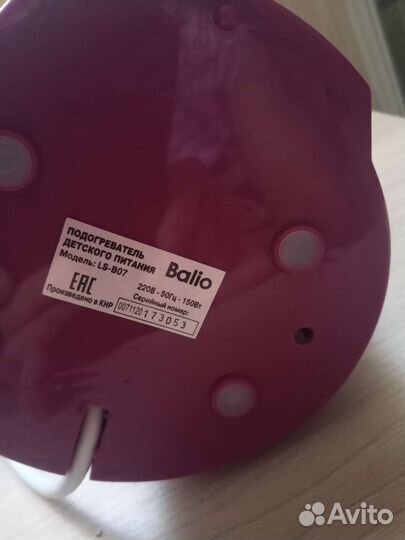 ПОДОГРЕВАТЕЛЬ
ДЕТСКОГО ПИТАНИЯ
Модель: LS-B07
Balio
220В - 50Гц - 150Вт
EAC
Серийный номер:
Произведено в КНР
0071120173053
Avito